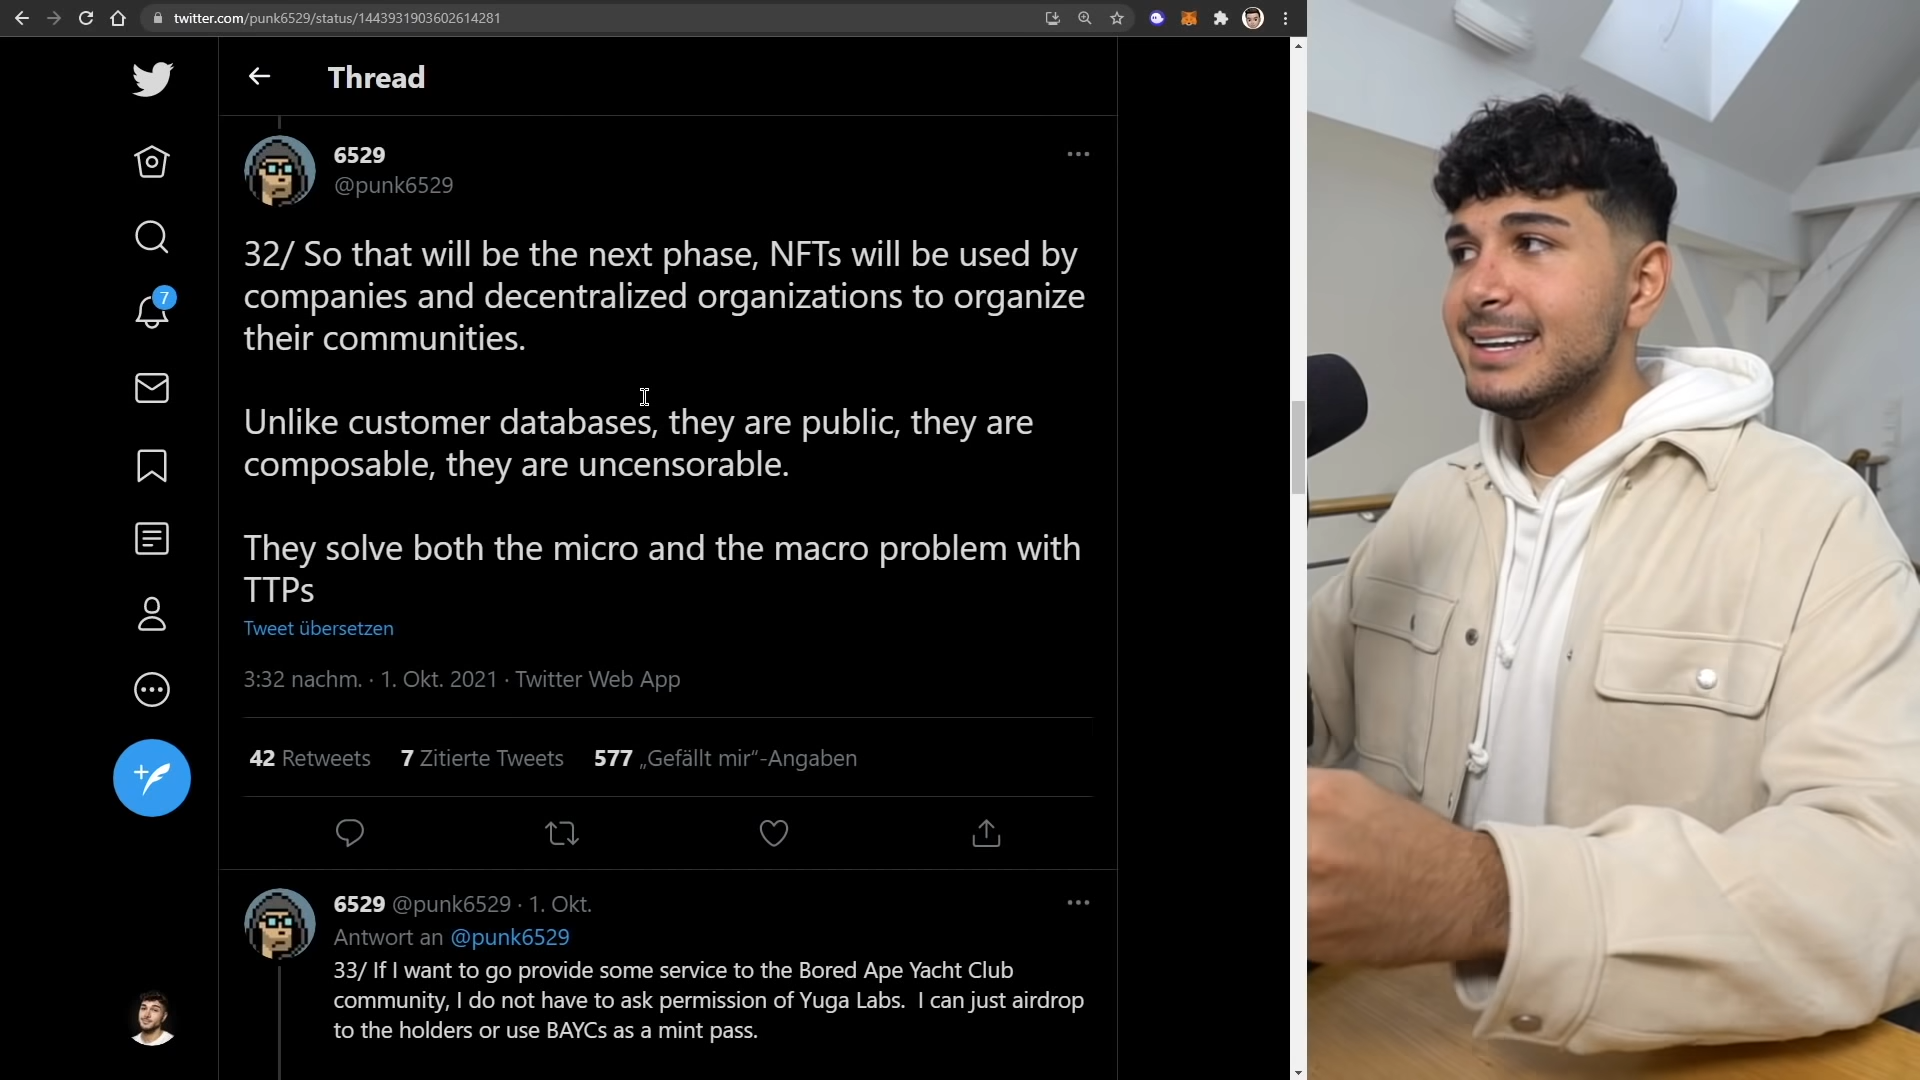 twitter.com/punk6529/status/1443931903602614281
Thread
6529
@punk6529
32/ So that will be the next phase, NFTs will be used by
companies and decentralized organizations to organize
their communities.
7
Unlike customer databases, they are public, they are
composable, they are uncensorable.
They solve both the micro and the macro problem with
TTPs
Tweet übersetzen
3:32 nachm. · 1. Okt. 2021 · Twitter Web App
42 Retweets 7 Zitierte Tweets 577 „Gefällt mir“-Angaben
6529 @punk6529 · 1. Okt.
Antwort an @punk6529
33/ If I want to go provide some service to the Bored Ape Yacht Club
community, I do not have to ask permission of Yuga Labs.  I can just airdrop
to the holders or use BAYCs as a mint pass.